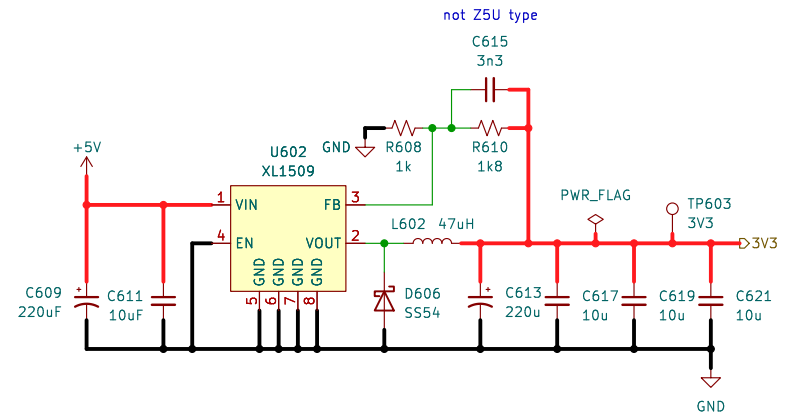 not Z5U type
C615
3n3
GND
R608
1k
R610
1k8
+5V
U602
XL1509
1
VIN
FB
3
4
EN
VOUT
2
GND
GND
GND
GND
5
6
7
8
L602 47uH
PWR_FLAG
TP603
3V3
3V3
C609
220uF
C611
10uF
D606
SS54
C613
220u
C617
10u
C619
10u
C621
10u
GND